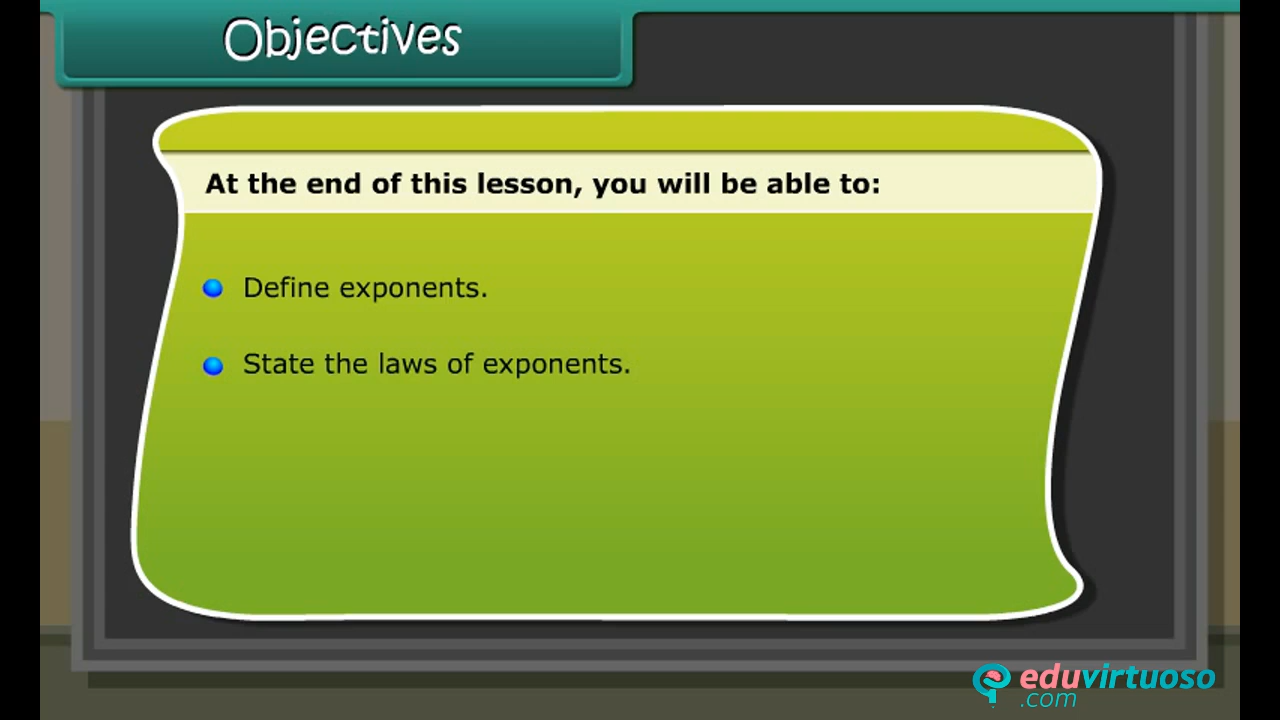 Objectives
At the end of this lesson, you will be able to:
Define exponents.
State the laws of exponents.
eduvirtuoso
.com